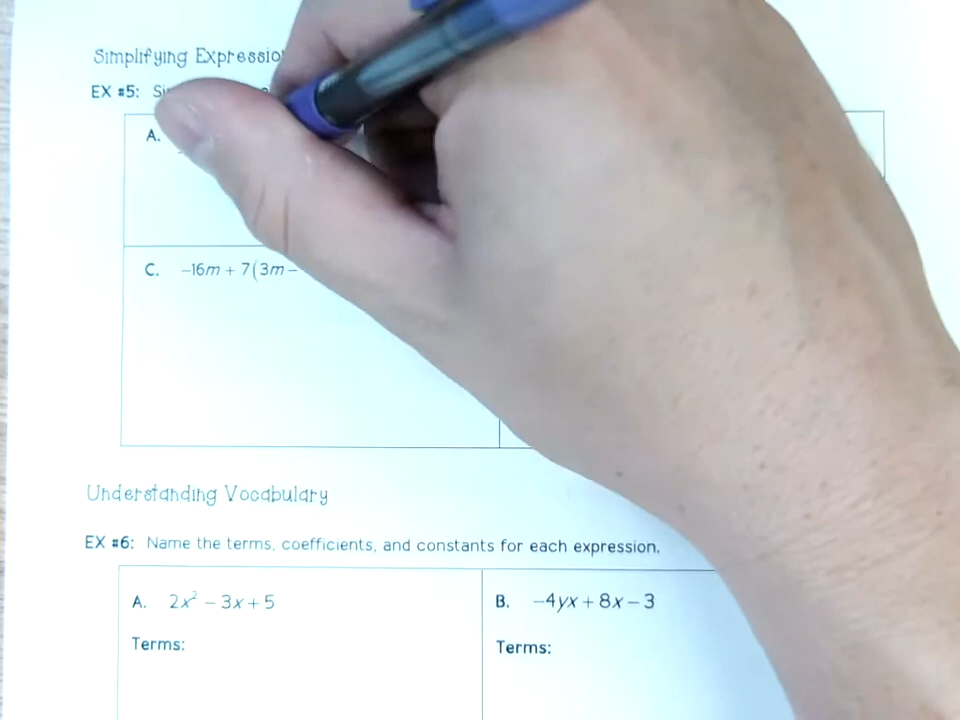 Simplifying
EX #5:
A.
C. −16m + 7(3m −
Understanding Vocabulary
EX #6: Name the terms, coefficients, and constants for each expression.
A. 2x² − 3x + 5
B. −4yx + 8x − 3
Terms:
Terms: